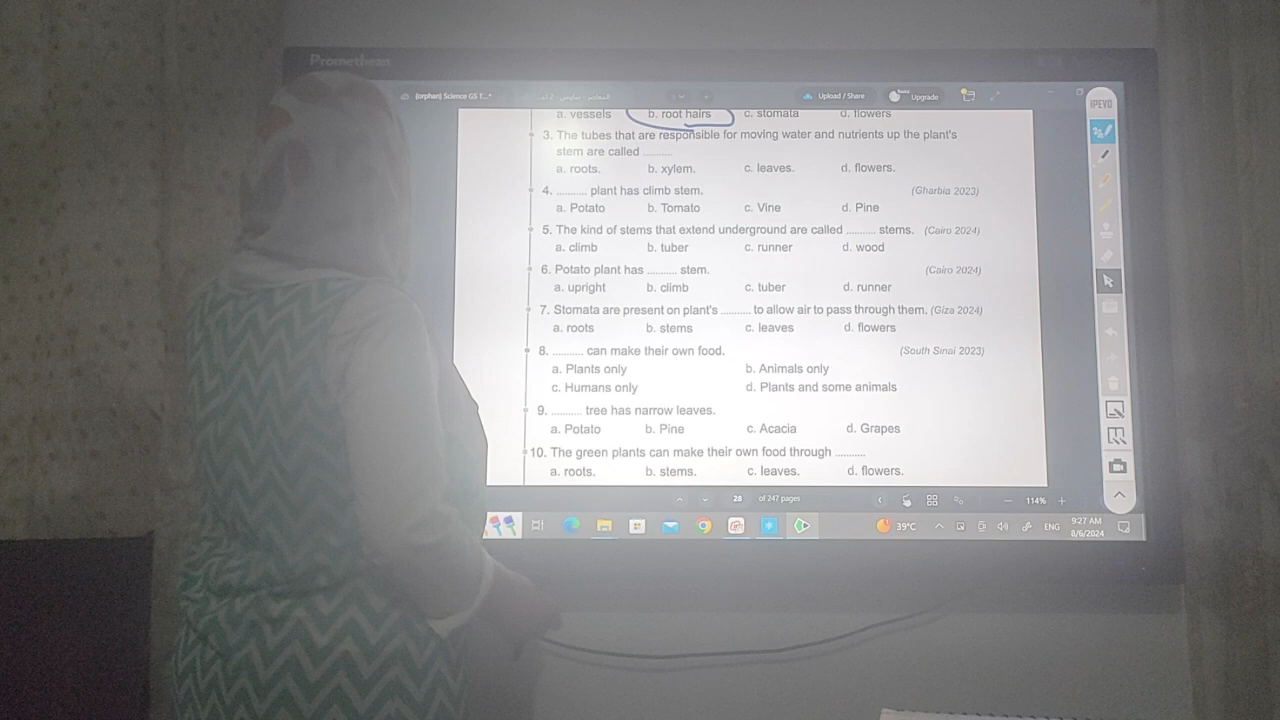 Promethean
(orphan) Science G5 T...*
Upload / Share
Upgrade
IPEVO
a. vessels b. root hairs c. stomata d. flowers
3. The tubes that are responsible for moving water and nutrients up the plant's
stem are called ..........
a. roots. b. xylem. c. leaves. d. flowers.
4. .......... plant has climb stem. (Gharbia 2023)
a. Potato b. Tomato c. Vine d. Pine
5. The kind of stems that extend underground are called .......... stems. (Cairo 2024)
a. climb b. tuber c. runner d. wood
6. Potato plant has .......... stem. (Cairo 2024)
a. upright b. climb c. tuber d. runner
7. Stomata are present on plant's .......... to allow air to pass through them. (Giza 2024)
a. roots b. stems c. leaves d. flowers
8. .......... can make their own food. (South Sinai 2023)
a. Plants only b. Animals only
c. Humans only d. Plants and some animals
9. .......... tree has narrow leaves.
a. Potato b. Pine c. Acacia d. Grapes
10. The green plants can make their own food through ..........
a. roots. b. stems. c. leaves. d. flowers.
28 of 247 pages 114%
39°C ENG 9:27 AM
8/6/2024